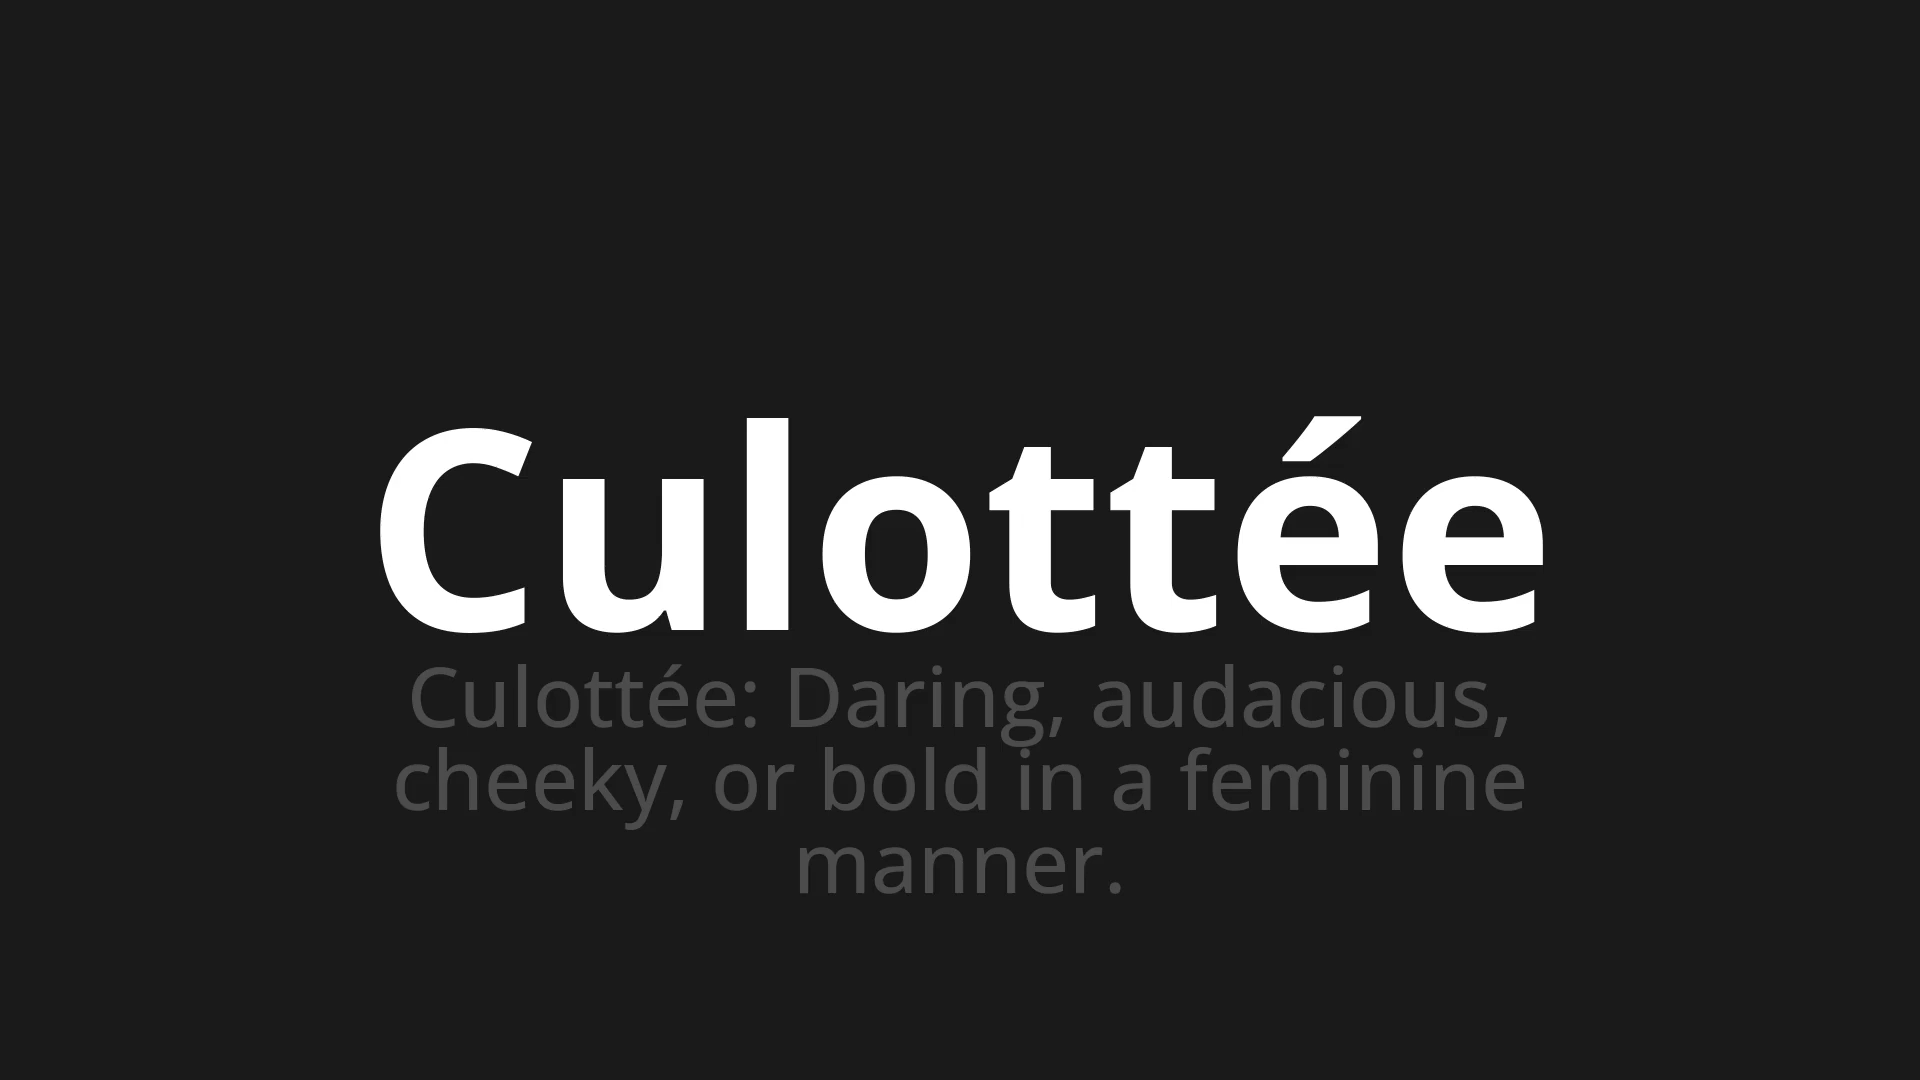 Culottée
Culottée: Daring, audacious,
cheeky, or bold in a feminine
manner.